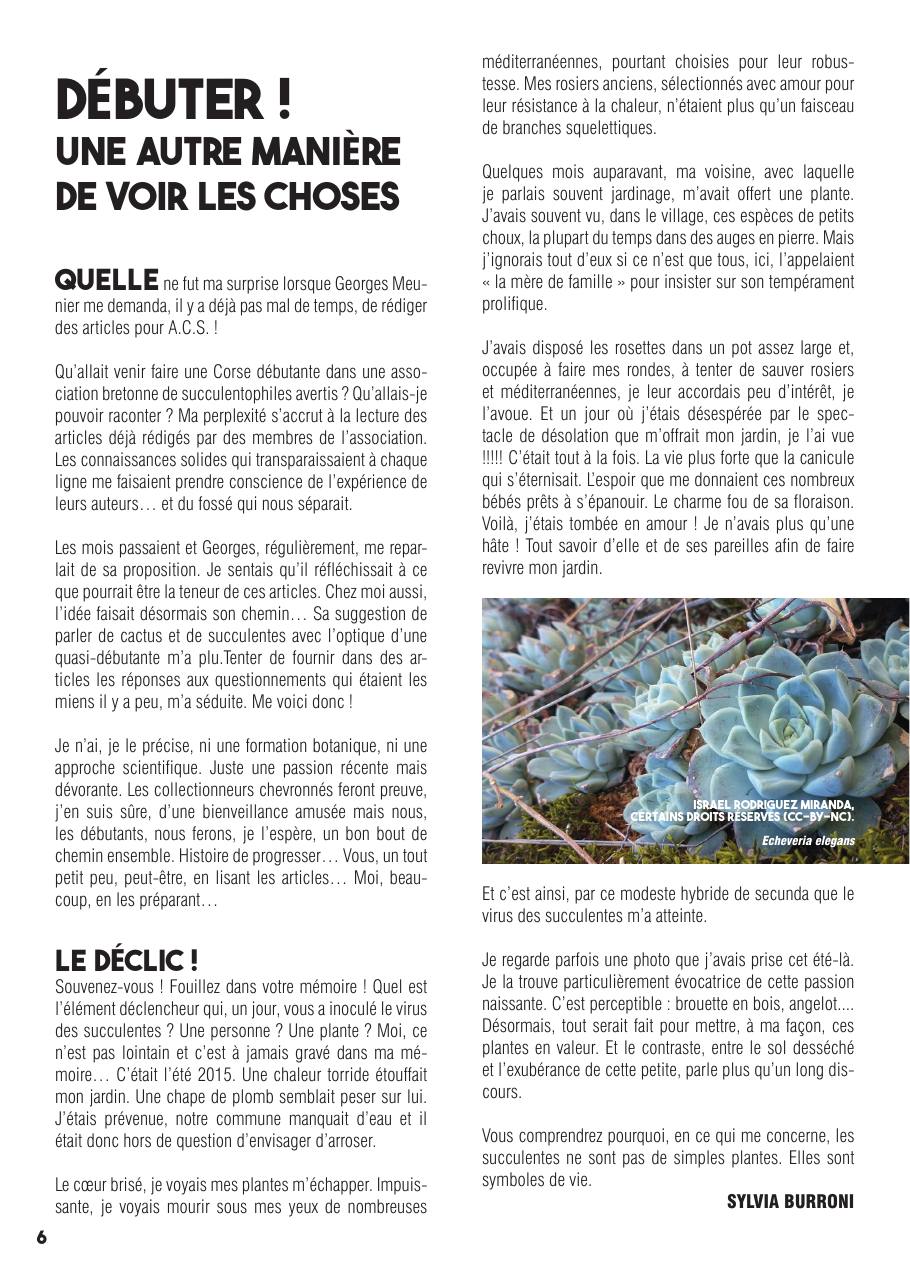 DÉBUTER !
UNE AUTRE MANIÈRE
DE VOIR LES CHOSES
QUELLE ne fut ma surprise lorsque Georges Meu-
nier me demanda, il y a déjà pas mal de temps, de rédiger
des articles pour A.C.S. !
Qu’allait venir faire une Corse débutante dans une asso-
ciation bretonne de succulentophiles avertis ? Qu’allais-je
pouvoir raconter ? Ma perplexité s’accrut à la lecture des
articles déjà rédigés par des membres de l’association.
Les connaissances solides qui transparaissaient à chaque
ligne me faisaient prendre conscience de l’expérience de
leurs auteurs… et du fossé qui nous séparait.
Les mois passaient et Georges, régulièrement, me repar-
lait de sa proposition. Je sentais qu’il réfléchissait à ce
que pourrait être la teneur de ces articles. Chez moi aussi,
l’idée faisait désormais son chemin… Sa suggestion de
parler de cactus et de succulentes avec l’optique d’une
quasi-débutante m’a plu.Tenter de fournir dans des ar-
ticles les réponses aux questionnements qui étaient les
miens il y a peu, m’a séduite. Me voici donc !
Je n’ai, je le précise, ni une formation botanique, ni une
approche scientifique. Juste une passion récente mais
dévorante. Les collectionneurs chevronnés feront preuve,
j’en suis sûre, d’une bienveillance amusée mais nous,
les débutants, nous ferons, je l’espère, un bon bout de
chemin ensemble. Histoire de progresser… Vous, un tout
petit peu, peut-être, en lisant les articles… Moi, beau-
coup, en les préparant…
LE DÉCLIC !
Souvenez-vous ! Fouillez dans votre mémoire ! Quel est
l’élément déclencheur qui, un jour, vous a inoculé le virus
des succulentes ? Une personne ? Une plante ? Moi, ce
n’est pas lointain et c’est à jamais gravé dans ma mé-
moire… C’était l’été 2015. Une chaleur torride étouffait
mon jardin. Une chape de plomb semblait peser sur lui.
J’étais prévenue, notre commune manquait d’eau et il
était donc hors de question d’envisager d’arroser.
Le cœur brisé, je voyais mes plantes m’échapper. Impuis-
sante, je voyais mourir sous mes yeux de nombreuses
méditerranéennes, pourtant choisies pour leur robus-
tesse. Mes rosiers anciens, sélectionnés avec amour pour
leur résistance à la chaleur, n’étaient plus qu’un faisceau
de branches squelettiques.
Quelques mois auparavant, ma voisine, avec laquelle
je parlais souvent jardinage, m’avait offert une plante.
J’avais souvent vu, dans le village, ces espèces de petits
choux, la plupart du temps dans des auges en pierre. Mais
j’ignorais tout d’eux si ce n’est que tous, ici, l’appelaient
« la mère de famille » pour insister sur son tempérament
prolifique.
J’avais disposé les rosettes dans un pot assez large et,
occupée à faire mes rondes, à tenter de sauver rosiers
et méditerranéennes, je leur accordais peu d’intérêt, je
l’avoue. Et un jour où j’étais désespérée par le spec-
tacle de désolation que m’offrait mon jardin, je l’ai vue
!!!!! C’était tout à la fois. La vie plus forte que la canicule
qui s’éternisait. L’espoir que me donnaient ces nombreux
bébés prêts à s’épanouir. Le charme fou de sa floraison.
Voilà, j’étais tombée en amour ! Je n’avais plus qu’une
hâte ! Tout savoir d’elle et de ses pareilles afin de faire
revivre mon jardin.
ISRAEL RODRIGUEZ MIRANDA,
CERTAINS DROITS RÉSERVÉS (CC-BY-NC).
Echeveria elegans
Et c’est ainsi, par ce modeste hybride de secunda que le
virus des succulentes m’a atteinte.
Je regarde parfois une photo que j’avais prise cet été-là.
Je la trouve particulièrement évocatrice de cette passion
naissante. C’est perceptible : brouette en bois, angelot....
Désormais, tout serait fait pour mettre, à ma façon, ces
plantes en valeur. Et le contraste, entre le sol desséché
et l’exubérance de cette petite, parle plus qu’un long dis-
cours.
Vous comprendrez pourquoi, en ce qui me concerne, les
succulentes ne sont pas de simples plantes. Elles sont
symboles de vie.
SYLVIA BURRONI
6